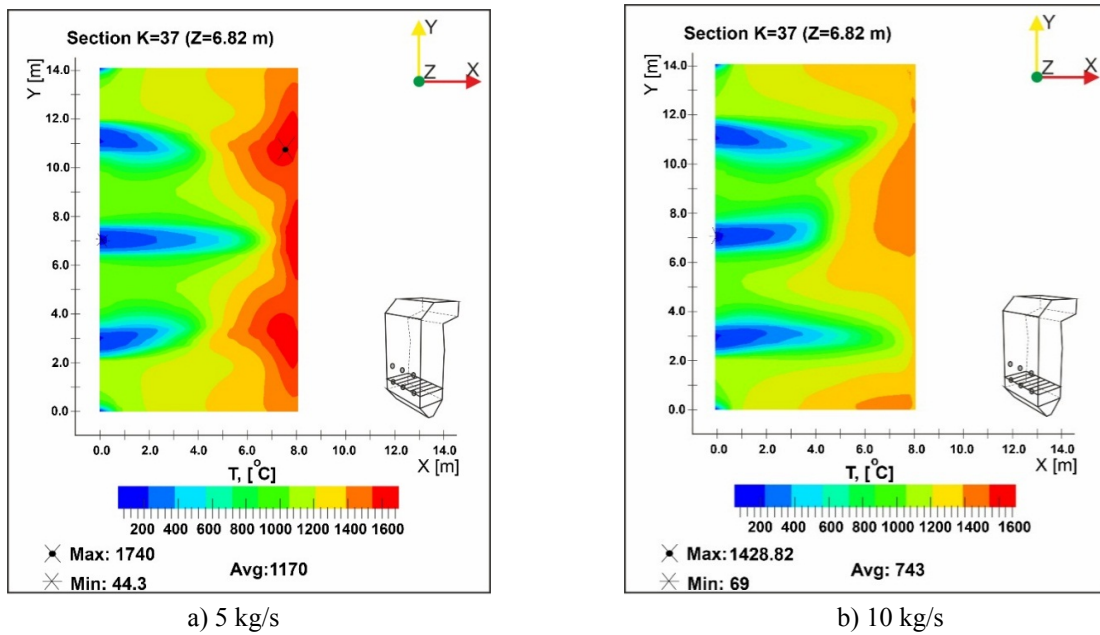 Section K=37 (Z=6.82 m)
Y
Z X
Y [m]
14.0
12.0
10.0
8.0
6.0
4.0
2.0
0.0
0.0 2.0 4.0 6.0 8.0 10.0 12.0 14.0
X [m]
T, [°C]
200 400 600 800 1000 1200 1400 1600
Max: 1740
Min: 44.3
Avg:1170
a) 5 kg/s
Section K=37 (Z=6.82 m)
Y
Z X
Y [m]
14.0
12.0
10.0
8.0
6.0
4.0
2.0
0.0
0.0 2.0 4.0 6.0 8.0 10.0 12.0 14.0
X [m]
T, [°C]
200 400 600 800 1000 1200 1400 1600
Max:1428.82
Min: 69
Avg: 743
b) 10 kg/s